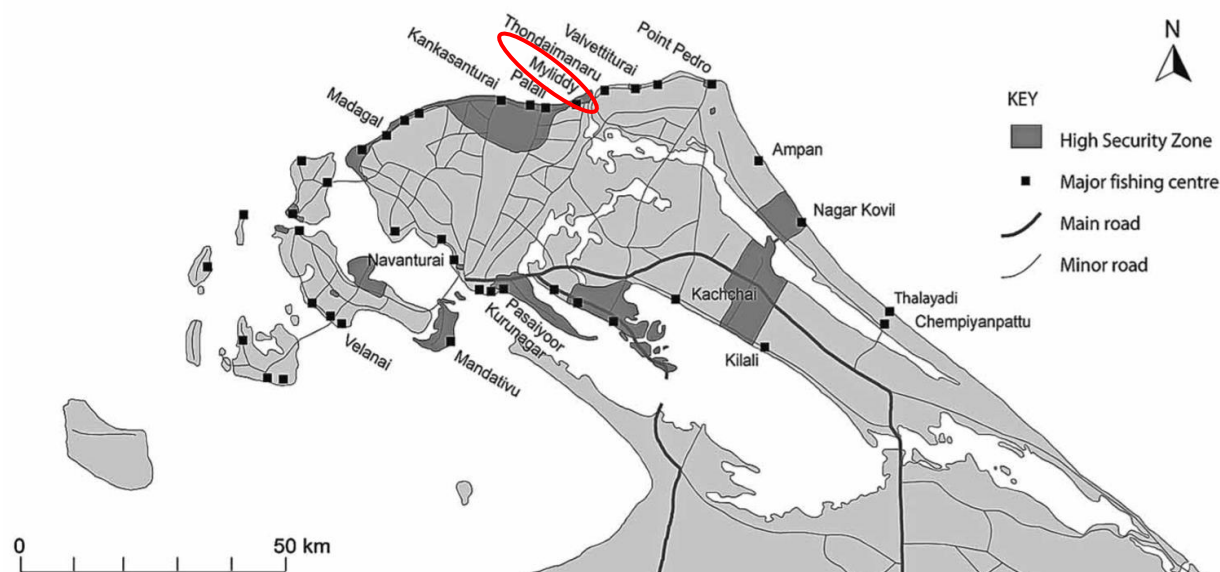 Point Pedro
Valvettiturai
Thondaimanaru
Myliddy
Palali
Kankasanturai
Madagal
N
KEY
High Security Zone
Major fishing centre
Main road
Minor road
Ampan
Nagar Kovil
Navanturai
Kachchai
Thalayadi
Chempiyanpattu
Pasaiyoor
Kurunagar
Velanai
Mandativu
Kilali
0
50 km